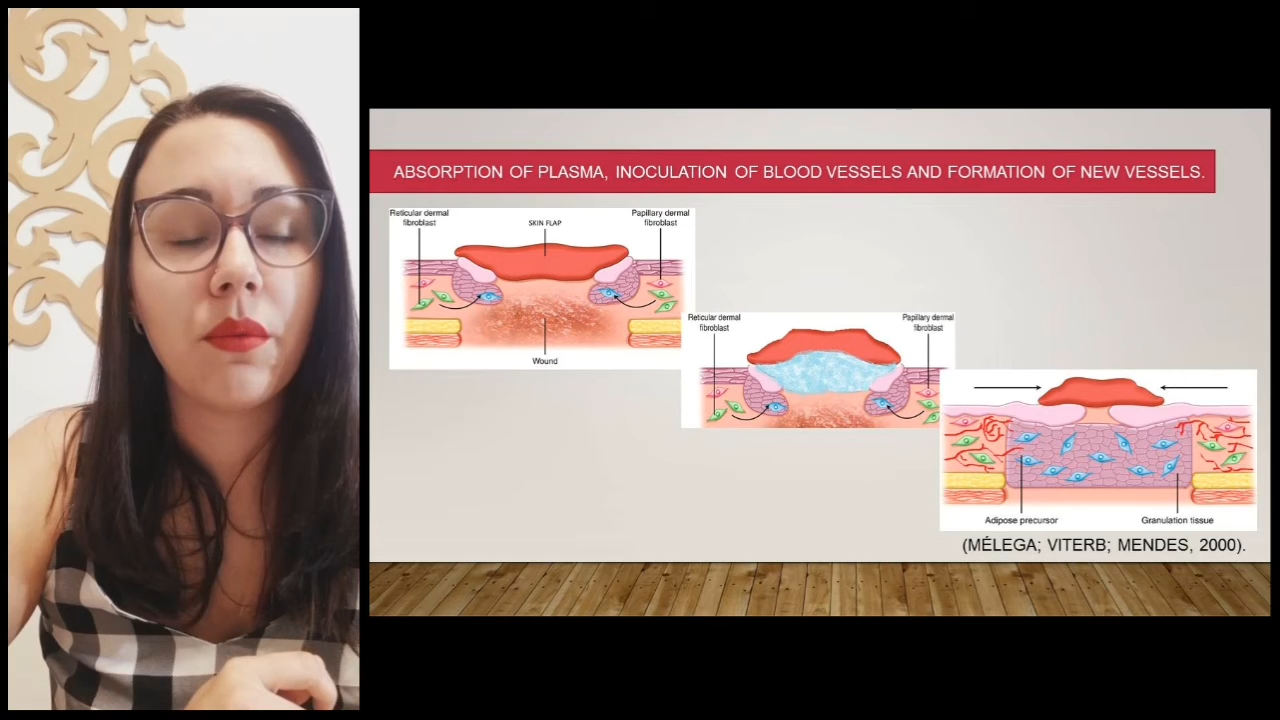 ABSORPTION OF PLASMA, INOCULATION OF BLOOD VESSELS AND FORMATION OF NEW VESSELS.
Reticular dermal
fibroblast
SKIN FLAP
Papillary dermal
fibroblast
Wound
Reticular dermal
fibroblast
Papillary dermal
fibroblast
Adipose precursor
Granulation tissue
(MÉLEGA; VITERB; MENDES, 2000).